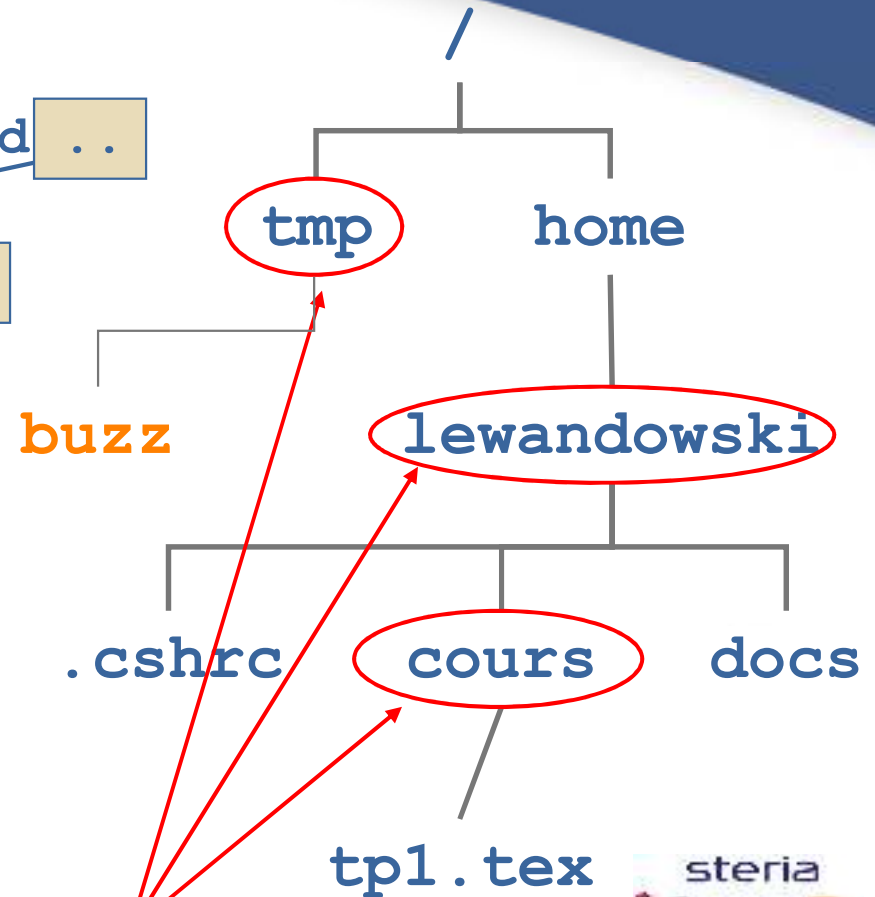 /
d ..
tmp home
buzz lewandowski
.cshrc cours docs
tp1.tex steria